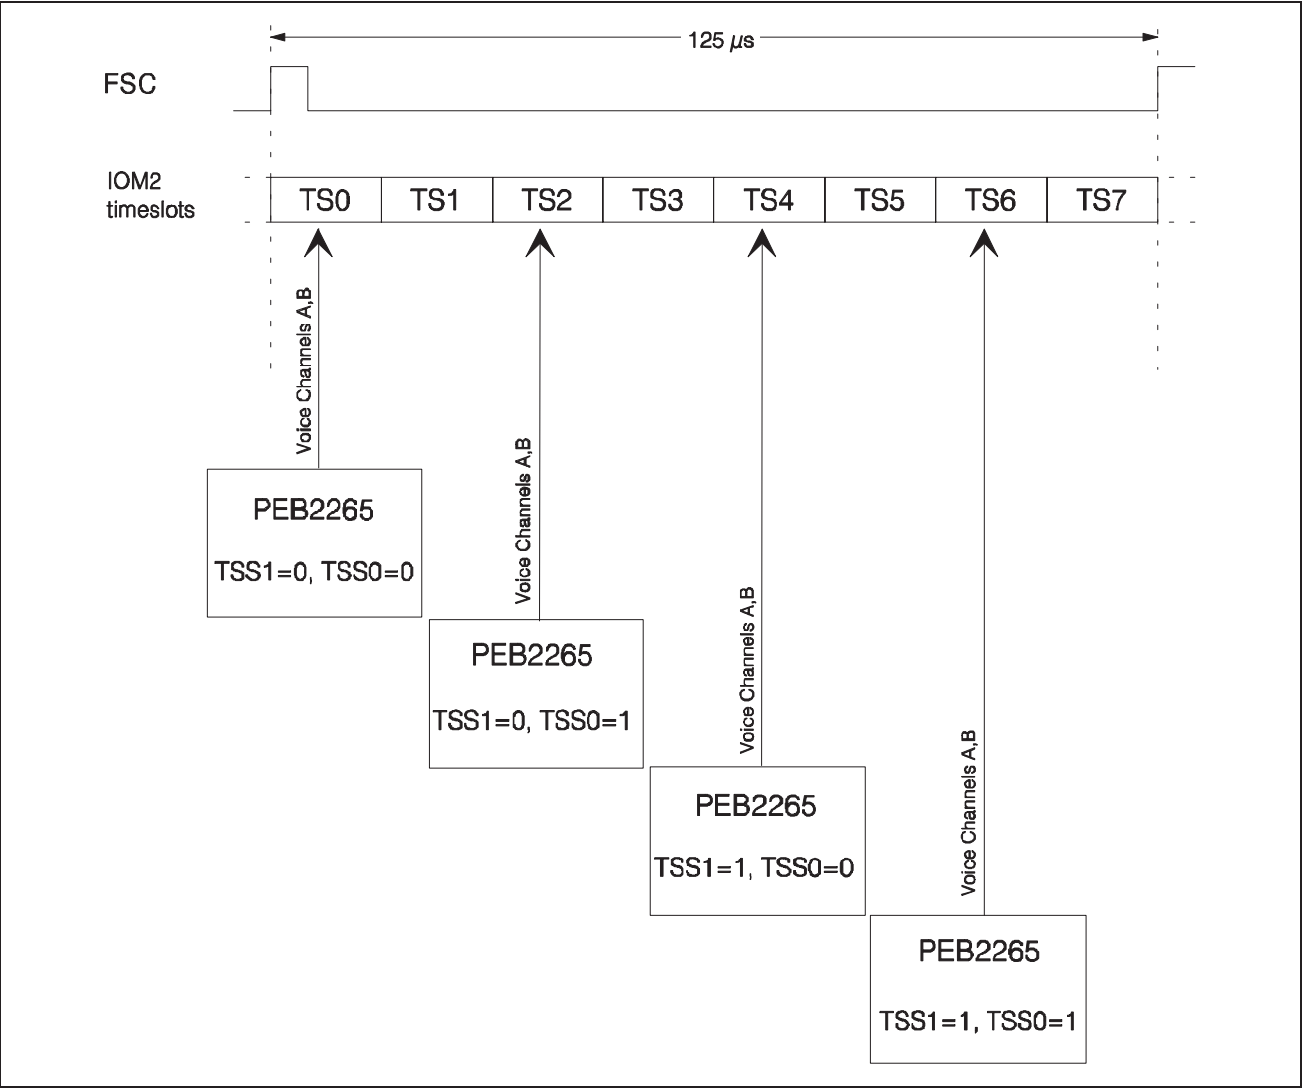 125 µs
FSC
IOM2
timeslots
TS0 TS1 TS2 TS3 TS4 TS5 TS6 TS7
Voice Channels A,B
PEB2265
TSS1=0, TSS0=0
Voice Channels A,B
PEB2265
TSS1=0, TSS0=1
Voice Channels A,B
PEB2265
TSS1=1, TSS0=0
Voice Channels A,B
PEB2265
TSS1=1, TSS0=1